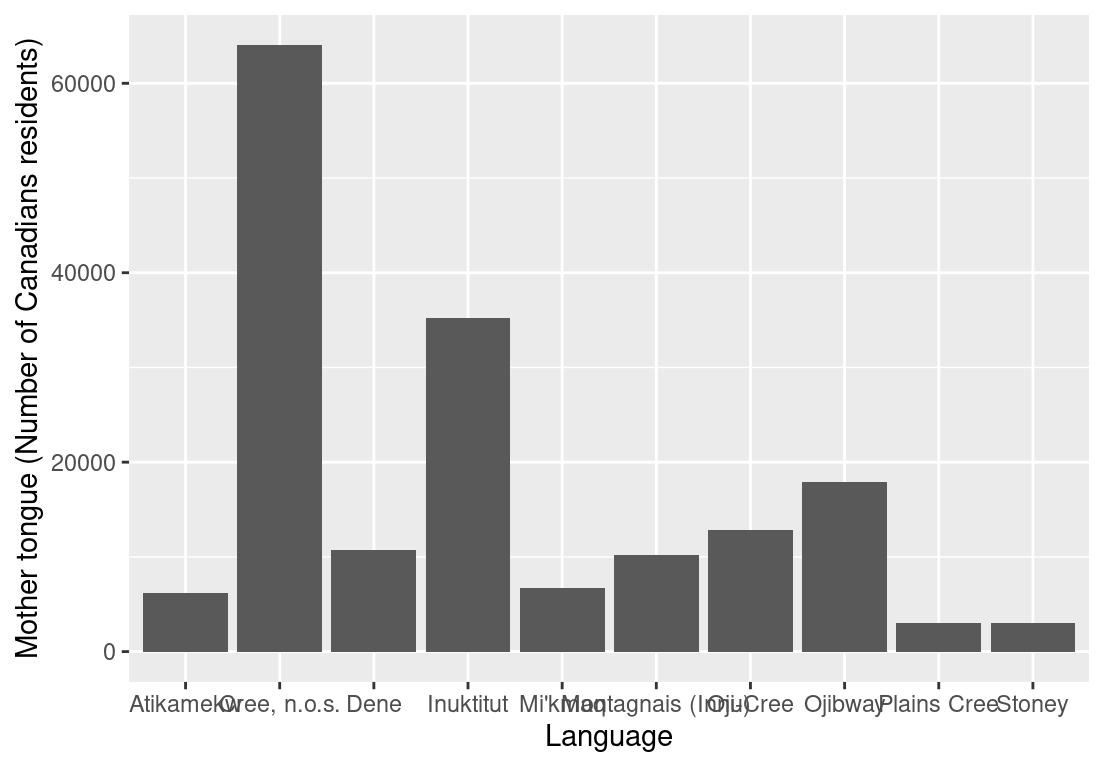 Mother tongue (Number of Canadians residents)
60000
40000
20000
0
Atikamekw Cree, n.o.s. Dene Inuktitut Mi'kmaq Montagnais (Innu) Oji-Cree Ojibway Plains Cree Stoney
Language